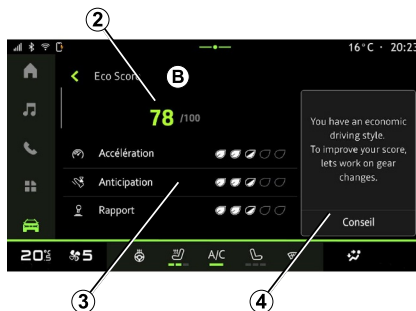 2
16°C · 20:23
Eco Score
B
78 /100
Accélération
Anticipation
Rapport
You have an economic
driving style.
To improve your score,
lets work on gear
changes.
Conseil
20 5
5
A/C
3
4